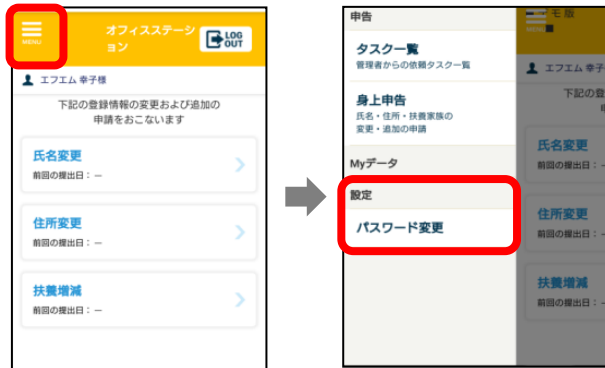 MENU
オフィスステーシ
ョン
LOG
OUT
エフエム 幸子様
下記の登録情報の変更および追加の
申請をおこないます
氏名変更
前回の提出日：－
住所変更
前回の提出日：－
扶養増減
前回の提出日：－
申告
タスク一覧
管理者からの依頼タスク一覧
身上申告
氏名・住所・扶養家族の
変更・追加の申請
Myデータ
設定
パスワード変更
モ版
MENU
エフエム 幸子
下記の登
氏名変更
前回の提出日：－
住所変更
前回の提出日：－
扶養増減
前回の提出日：－